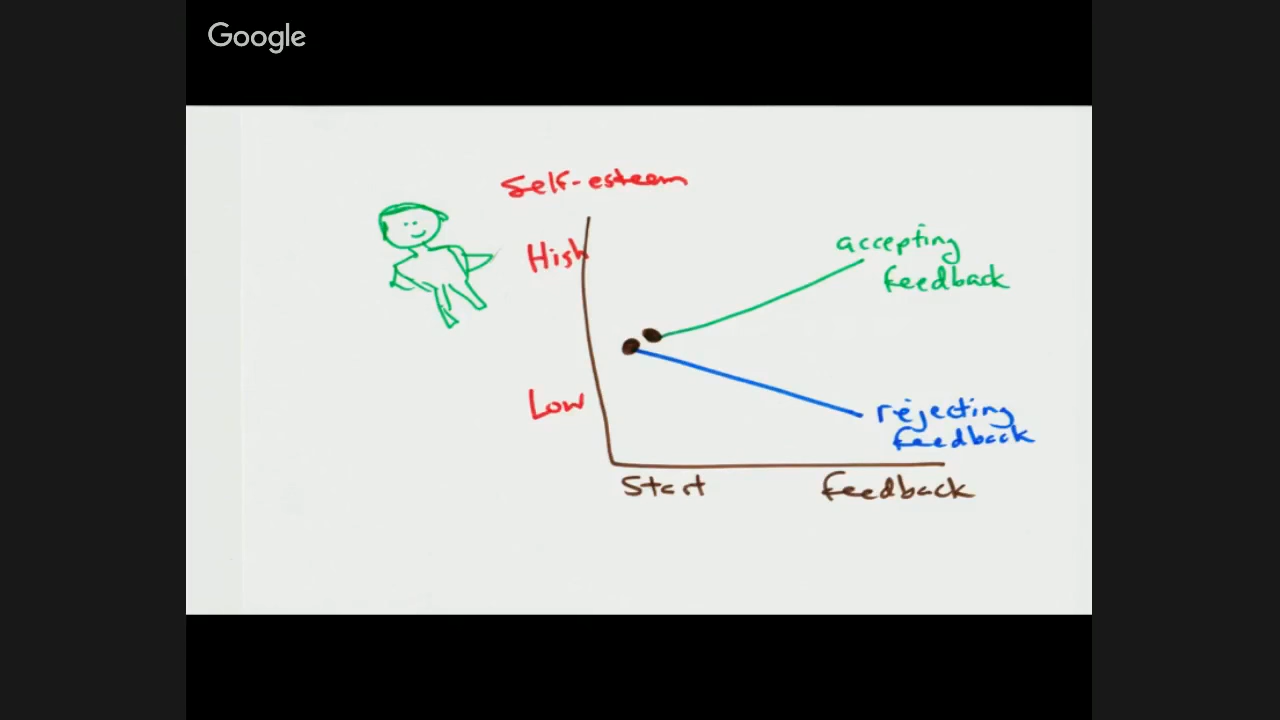 Google
Self-esteem
High
accepting
feedback
Low
rejecting
feedback
Start
feedback